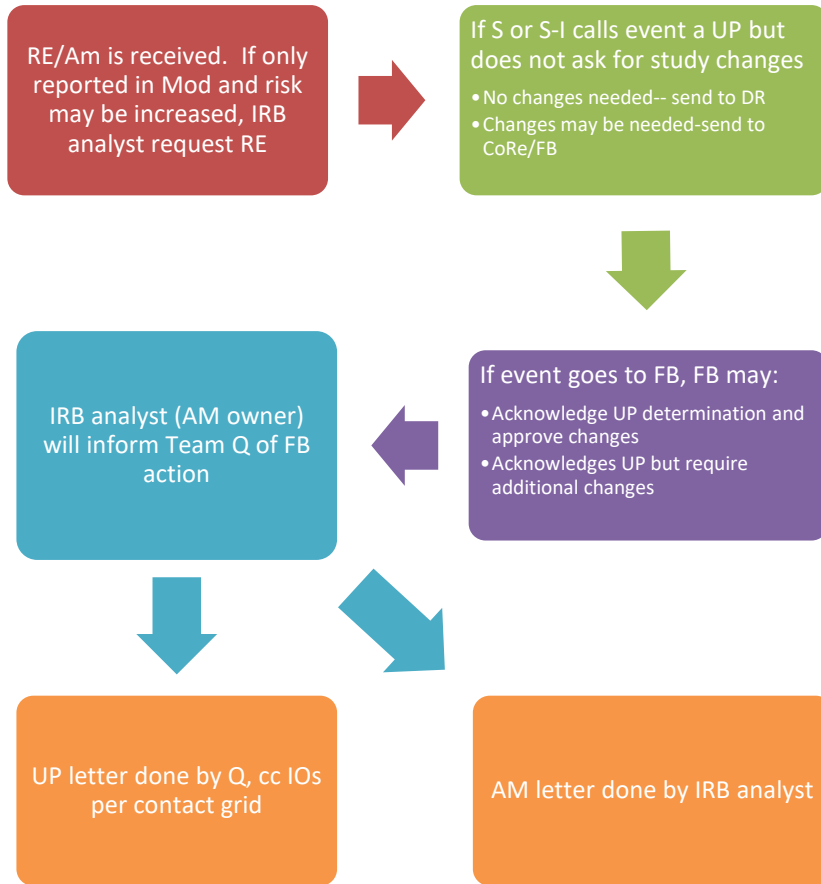 RE/Am is received.  If only
reported in Mod and risk
may be increased, IRB
analyst request RE
If S or S-I calls event a UP but
does not ask for study changes
•No changes needed-- send to DR
•Changes may be needed-send to
CoRe/FB
If event goes to FB, FB may:
•Acknowledge UP determination and
approve changes
•Acknowledges UP but require
additional changes
IRB analyst (AM owner)
will inform Team Q of FB
action
UP letter done by Q, cc IOs
per contact grid
AM letter done by IRB analyst